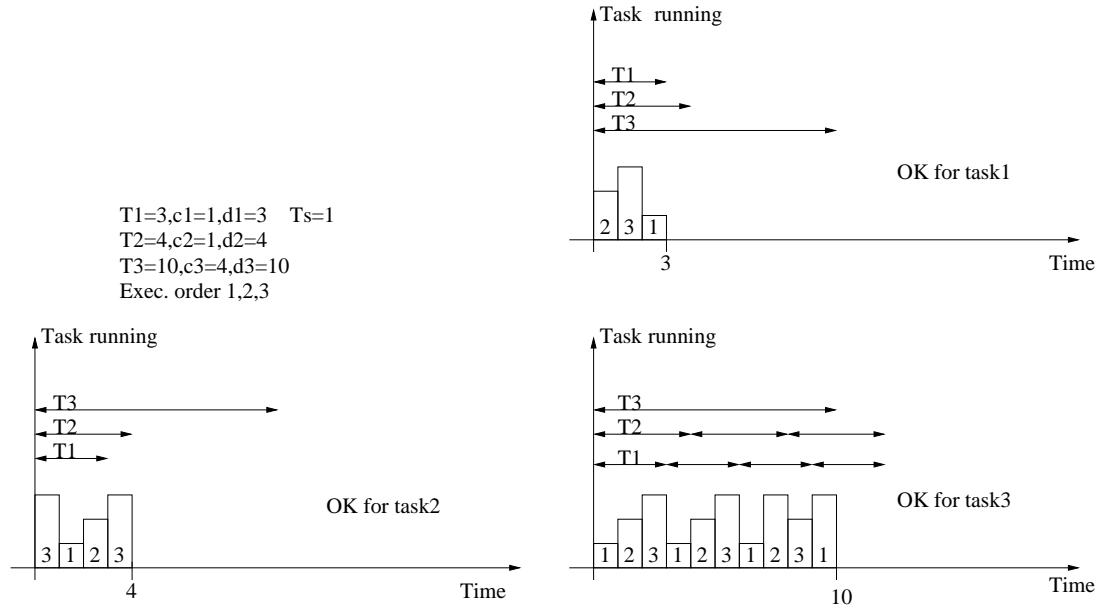 Task running
T1
T2
T3
OK for task1
2 3 1
3
Time
T1=3,c1=1,d1=3 Ts=1
T2=4,c2=1,d2=4
T3=10,c3=4,d3=10
Exec. order 1,2,3
Task running
T3
T2
T1
OK for task2
3 1 2 3
4
Time
Task running
T3
T2
T1
OK for task3
1 2 3 1 2 3 1 2 3 1
10
Time